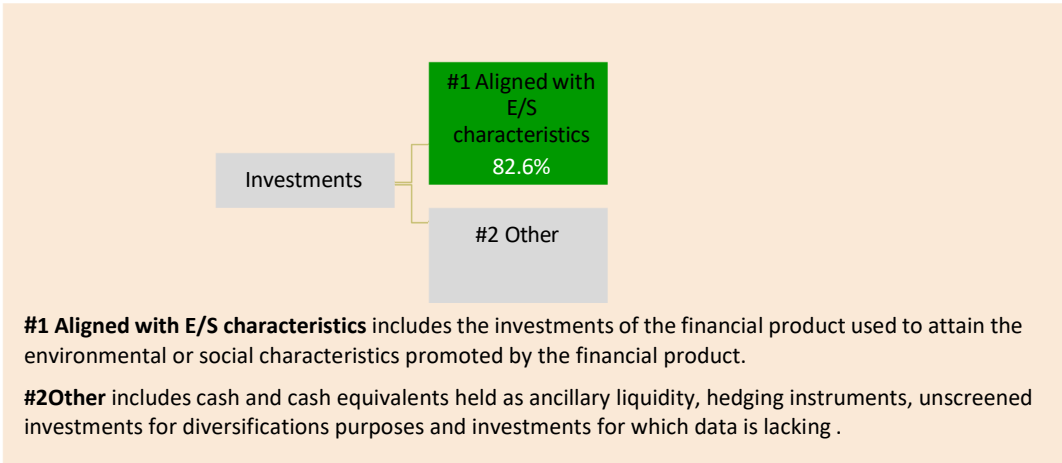 #1 Aligned with
E/S
characteristics
82.6%
Investments
#2 Other
#1 Aligned with E/S characteristics includes the investments of the financial product used to attain the
environmental or social characteristics promoted by the financial product.
#2Other includes cash and cash equivalents held as ancillary liquidity, hedging instruments, unscreened
investments for diversifications purposes and investments for which data is lacking .